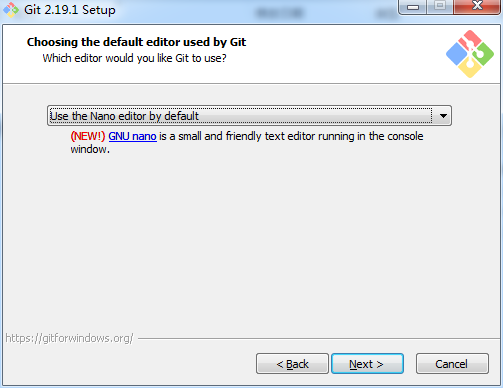 Git 2.19.1 Setup
Choosing the default editor used by Git
Which editor would you like Git to use?
Use the Nano editor by default
(NEW!) GNU nano is a small and friendly text editor running in the console
window.
https://gitforwindows.org/
< Back
Next >
Cancel